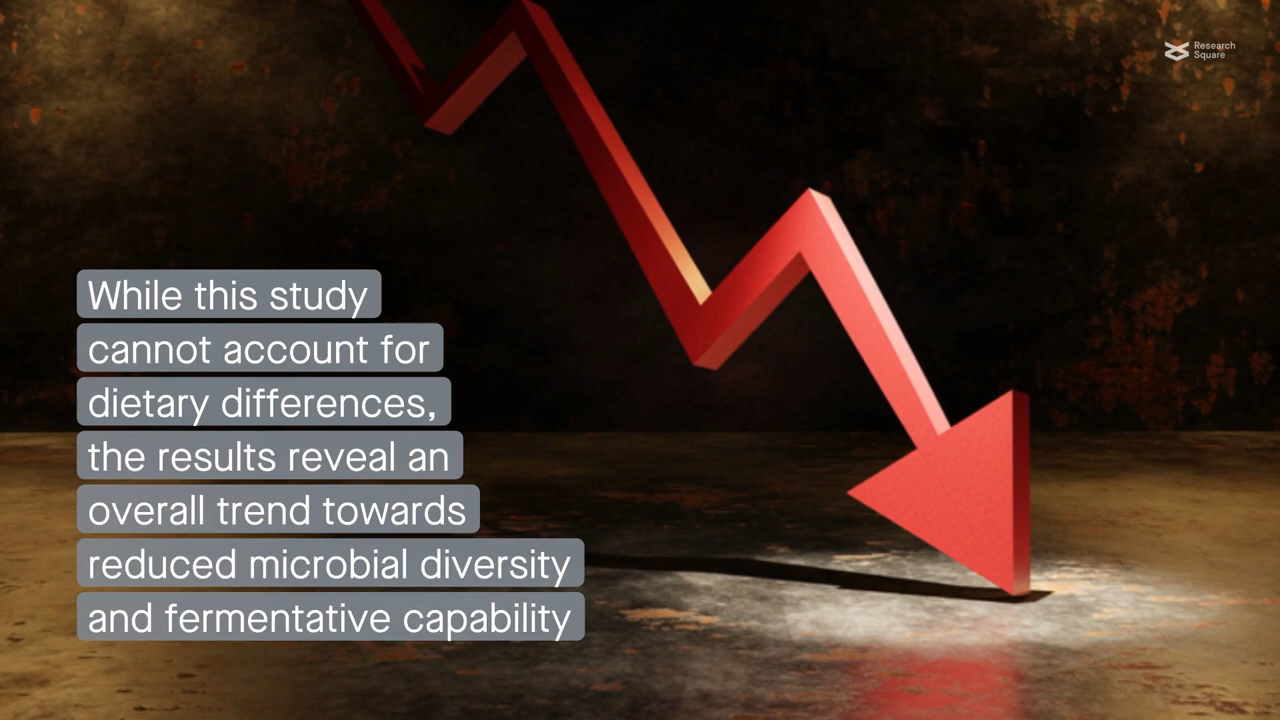 Research
Square
While this study
cannot account for
dietary differences,
the results reveal an
overall trend towards
reduced microbial diversity
and fermentative capability